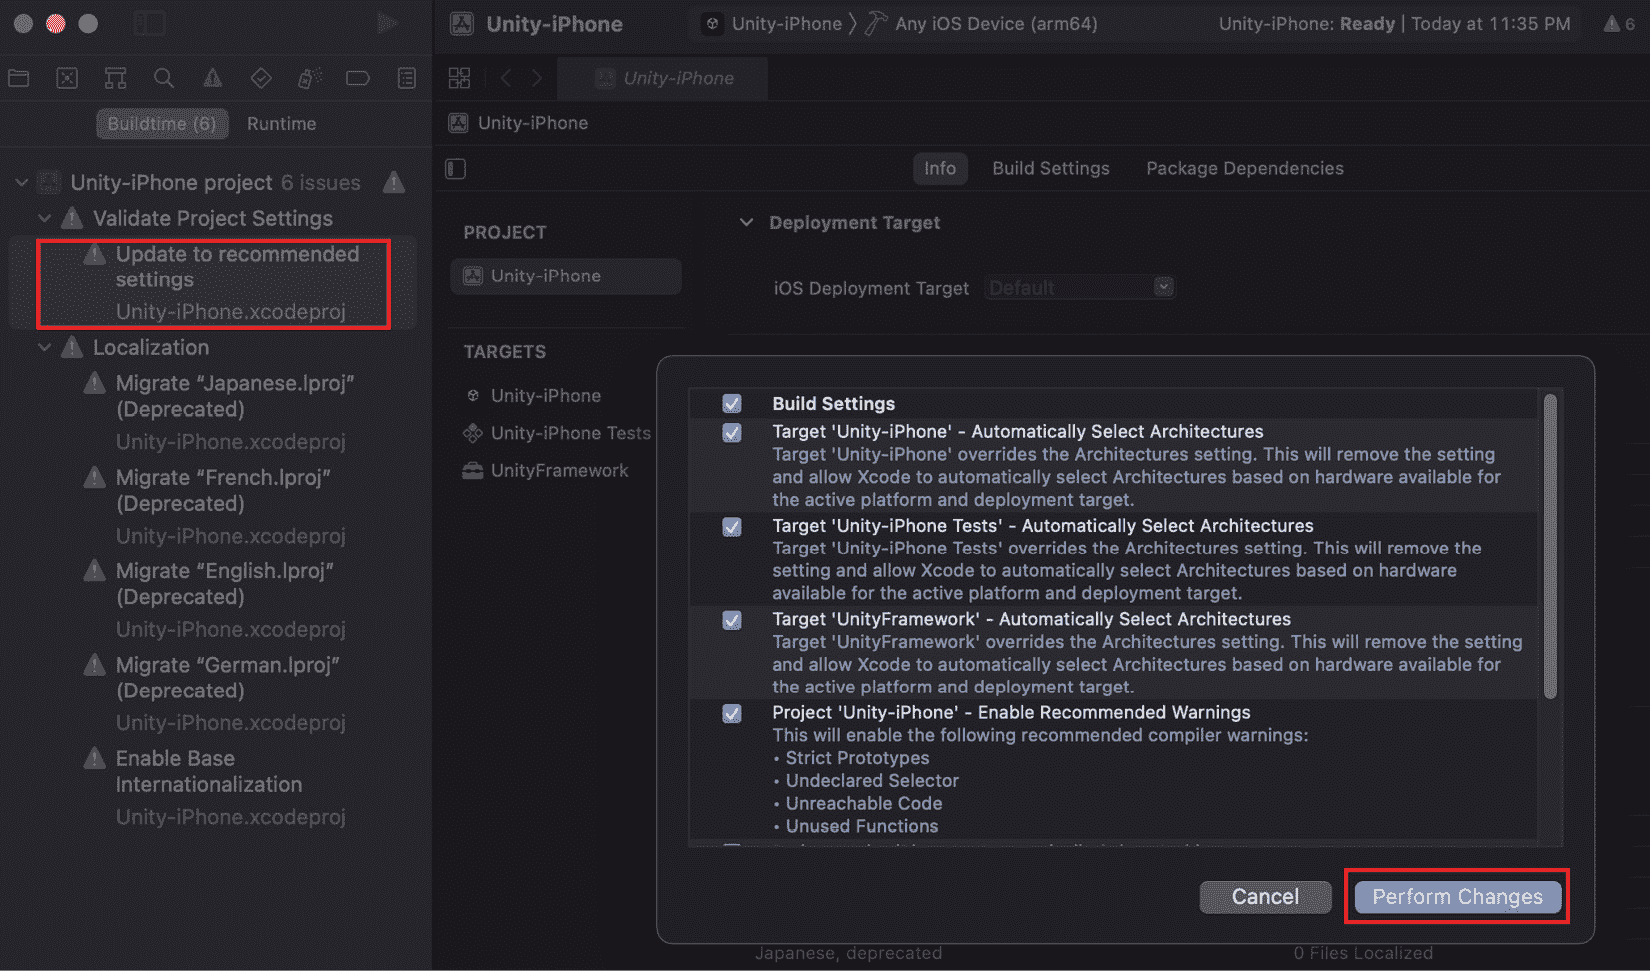 Unity-iPhone
Unity-iPhone
Any iOS Device (arm64)
Unity-iPhone: Ready | Today at 11:35 PM
6
Unity-iPhone
Buildtime (6)
Runtime
Unity-iPhone
Info
Build Settings
Package Dependencies
Unity-iPhone project 6 issues
Validate Project Settings
Update to recommended
settings
Unity-iPhone.xcodeproj
Localization
Migrate “Japanese.lproj”
(Deprecated)
Unity-iPhone.xcodeproj
Migrate “French.lproj”
(Deprecated)
Unity-iPhone.xcodeproj
Migrate “English.lproj”
(Deprecated)
Unity-iPhone.xcodeproj
Migrate “German.lproj”
(Deprecated)
Unity-iPhone.xcodeproj
Enable Base
Internationalization
Unity-iPhone.xcodeproj
PROJECT
Unity-iPhone
TARGETS
Unity-iPhone
Unity-iPhone Tests
UnityFramework
Deployment Target
iOS Deployment Target
Default
Build Settings
Target 'Unity-iPhone' - Automatically Select Architectures
Target 'Unity-iPhone' overrides the Architectures setting. This will remove the setting
and allow Xcode to automatically select Architectures based on hardware available for
the active platform and deployment target.
Target 'Unity-iPhone Tests' - Automatically Select Architectures
Target 'Unity-iPhone Tests' overrides the Architectures setting. This will remove the
setting and allow Xcode to automatically select Architectures based on hardware
available for the active platform and deployment target.
Target 'UnityFramework' - Automatically Select Architectures
Target 'UnityFramework' overrides the Architectures setting. This will remove the setting
and allow Xcode to automatically select Architectures based on hardware available for
the active platform and deployment target.
Project 'Unity-iPhone' - Enable Recommended Warnings
This will enable the following recommended compiler warnings:
• Strict Prototypes
• Undeclared Selector
• Unreachable Code
• Unused Functions
Cancel
Perform Changes
Japanese, deprecated
0 Files Localized